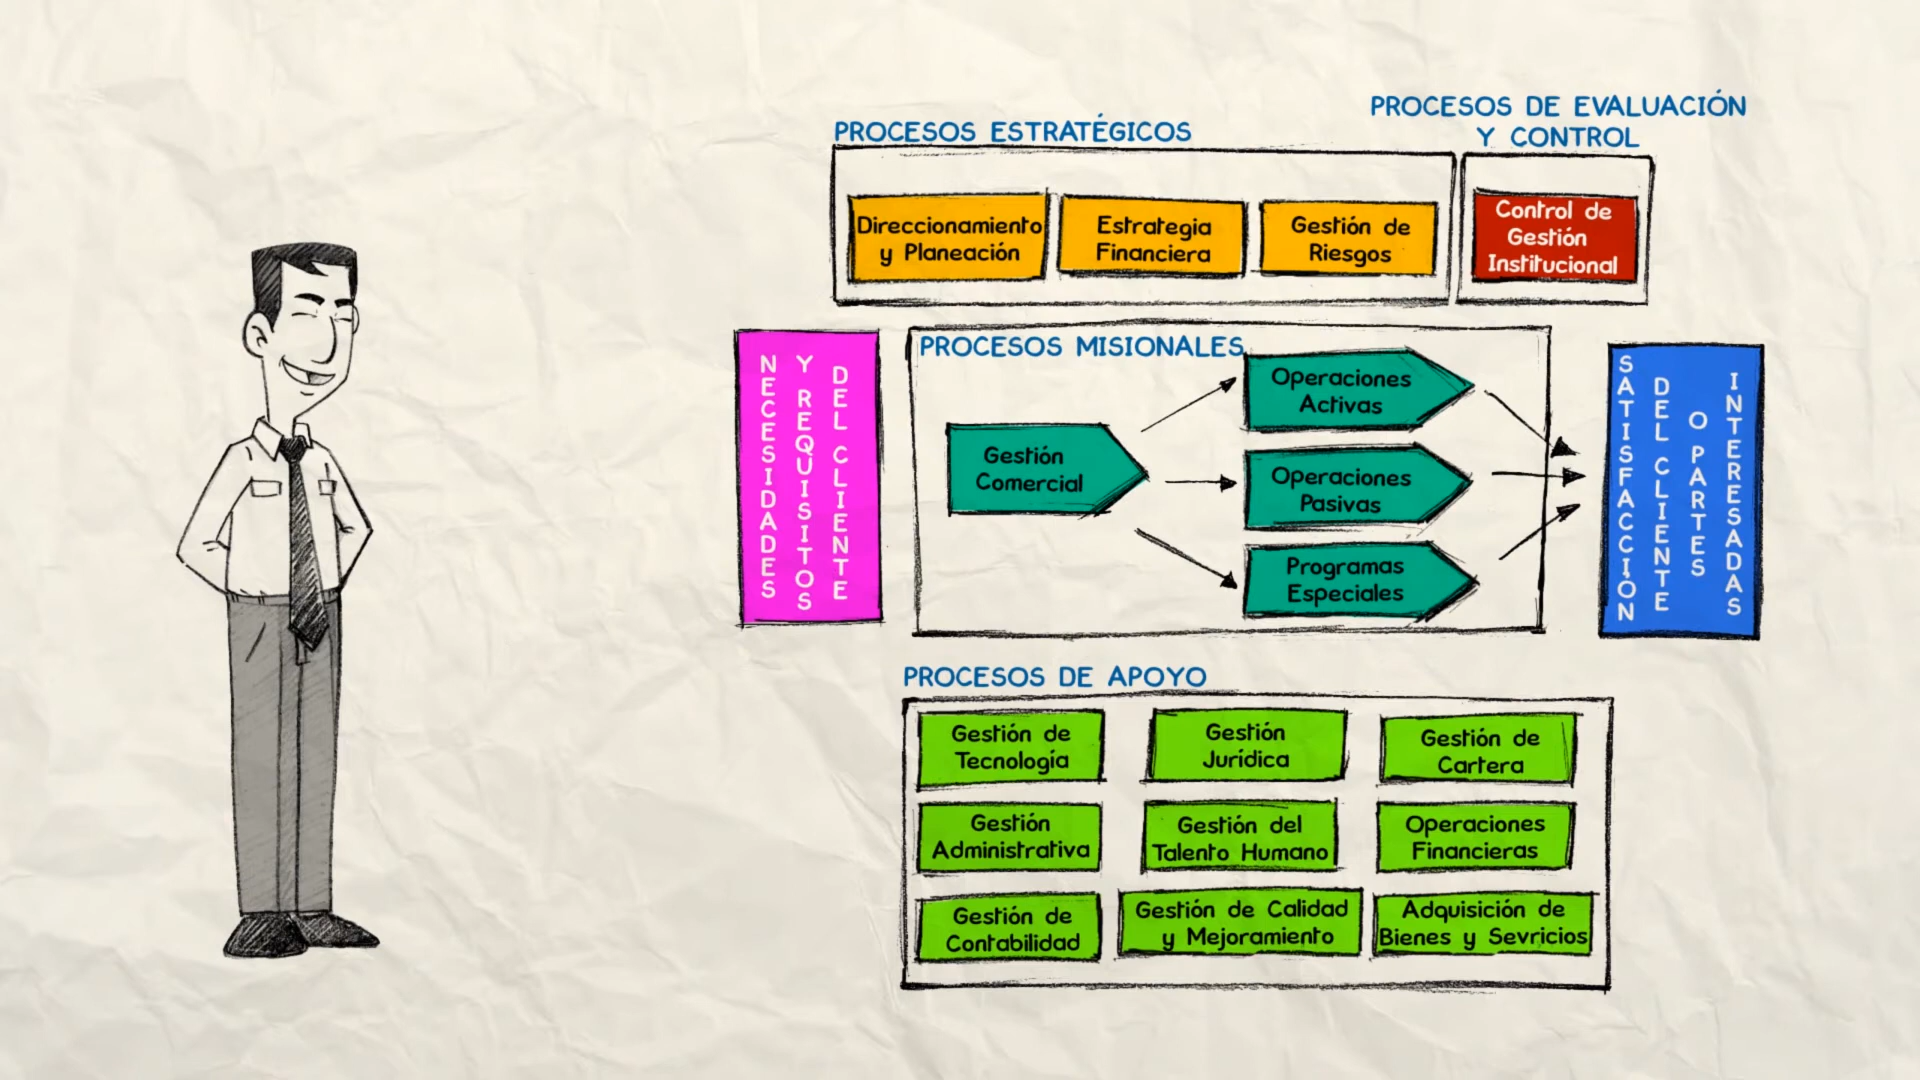 PROCESOS ESTRATÉGICOS
PROCESOS DE EVALUACIÓN
Y CONTROL
Direccionamiento
y Planeación
Estrategia
Financiera
Gestión de
Riesgos
Control de
Gestión
Institucional
NECESIDADES
Y REQUISITOS
DEL CLIENTE
PROCESOS MISIONALES
Gestión
Comercial
Operaciones
Activas
Operaciones
Pasivas
Programas
Especiales
SATISFACCIÓN
DEL CLIENTE
O PARTES
INTERESADAS
PROCESOS DE APOYO
Gestión de
Tecnología
Gestión
Jurídica
Gestión de
Cartera
Gestión
Administrativa
Gestión del
Talento Humano
Operaciones
Financieras
Gestión de
Contabilidad
Gestión de Calidad
y Mejoramiento
Adquisición de
Bienes y Sevricios